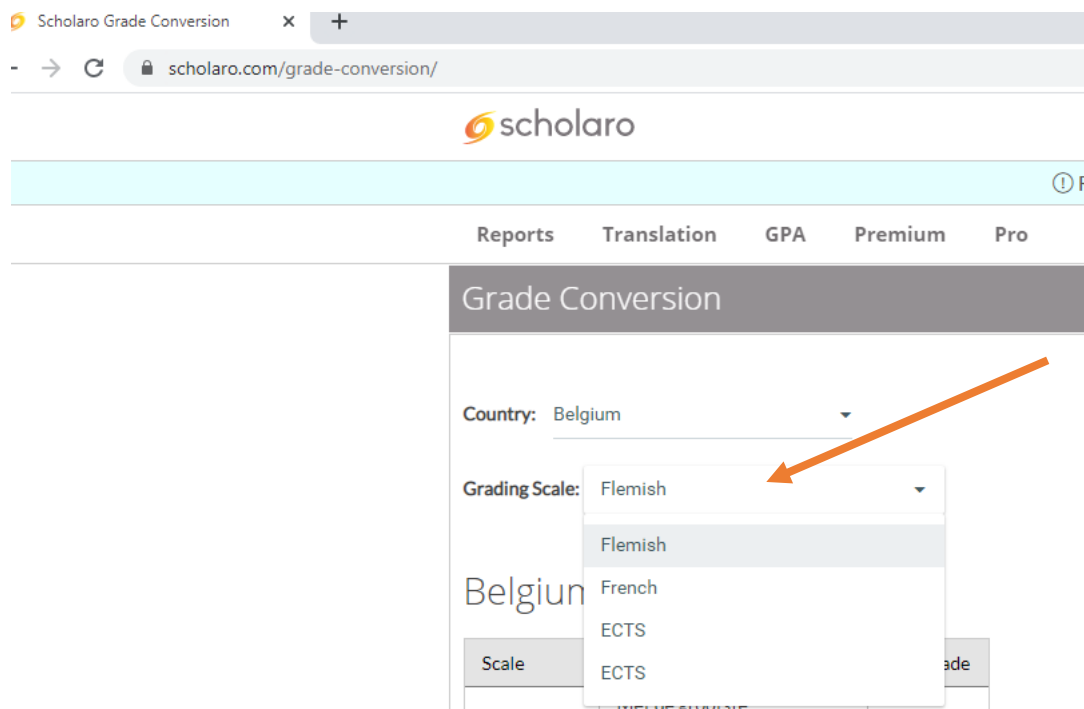 Scholaro Grade Conversion
scholaro.com/grade-conversion/
scholaro
Reports Translation GPA Premium Pro
Grade Conversion
Country: Belgium
Grading Scale: Flemish
Flemish
French
ECTS
ECTS
Belgium
Scale